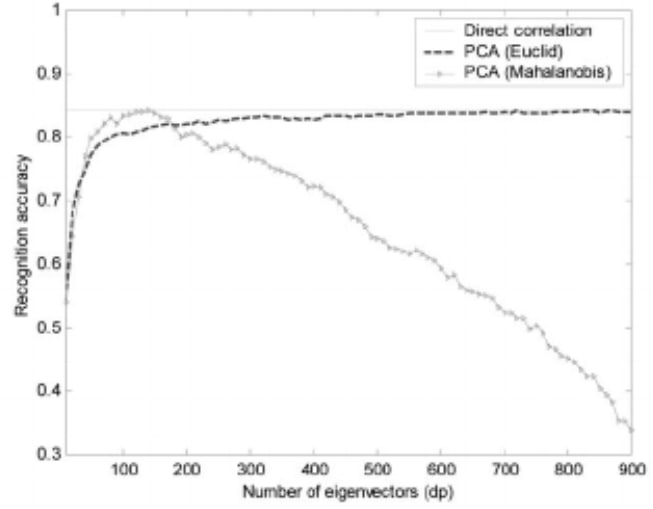 Direct correlation
PCA (Euclid)
PCA (Mahalanobis)
1
0.9
0.8
0.7
0.6
0.5
0.4
0.3
Recognition accuracy
100 200 300 400 500 600 700 800 900
Number of eigenvectors (dp)